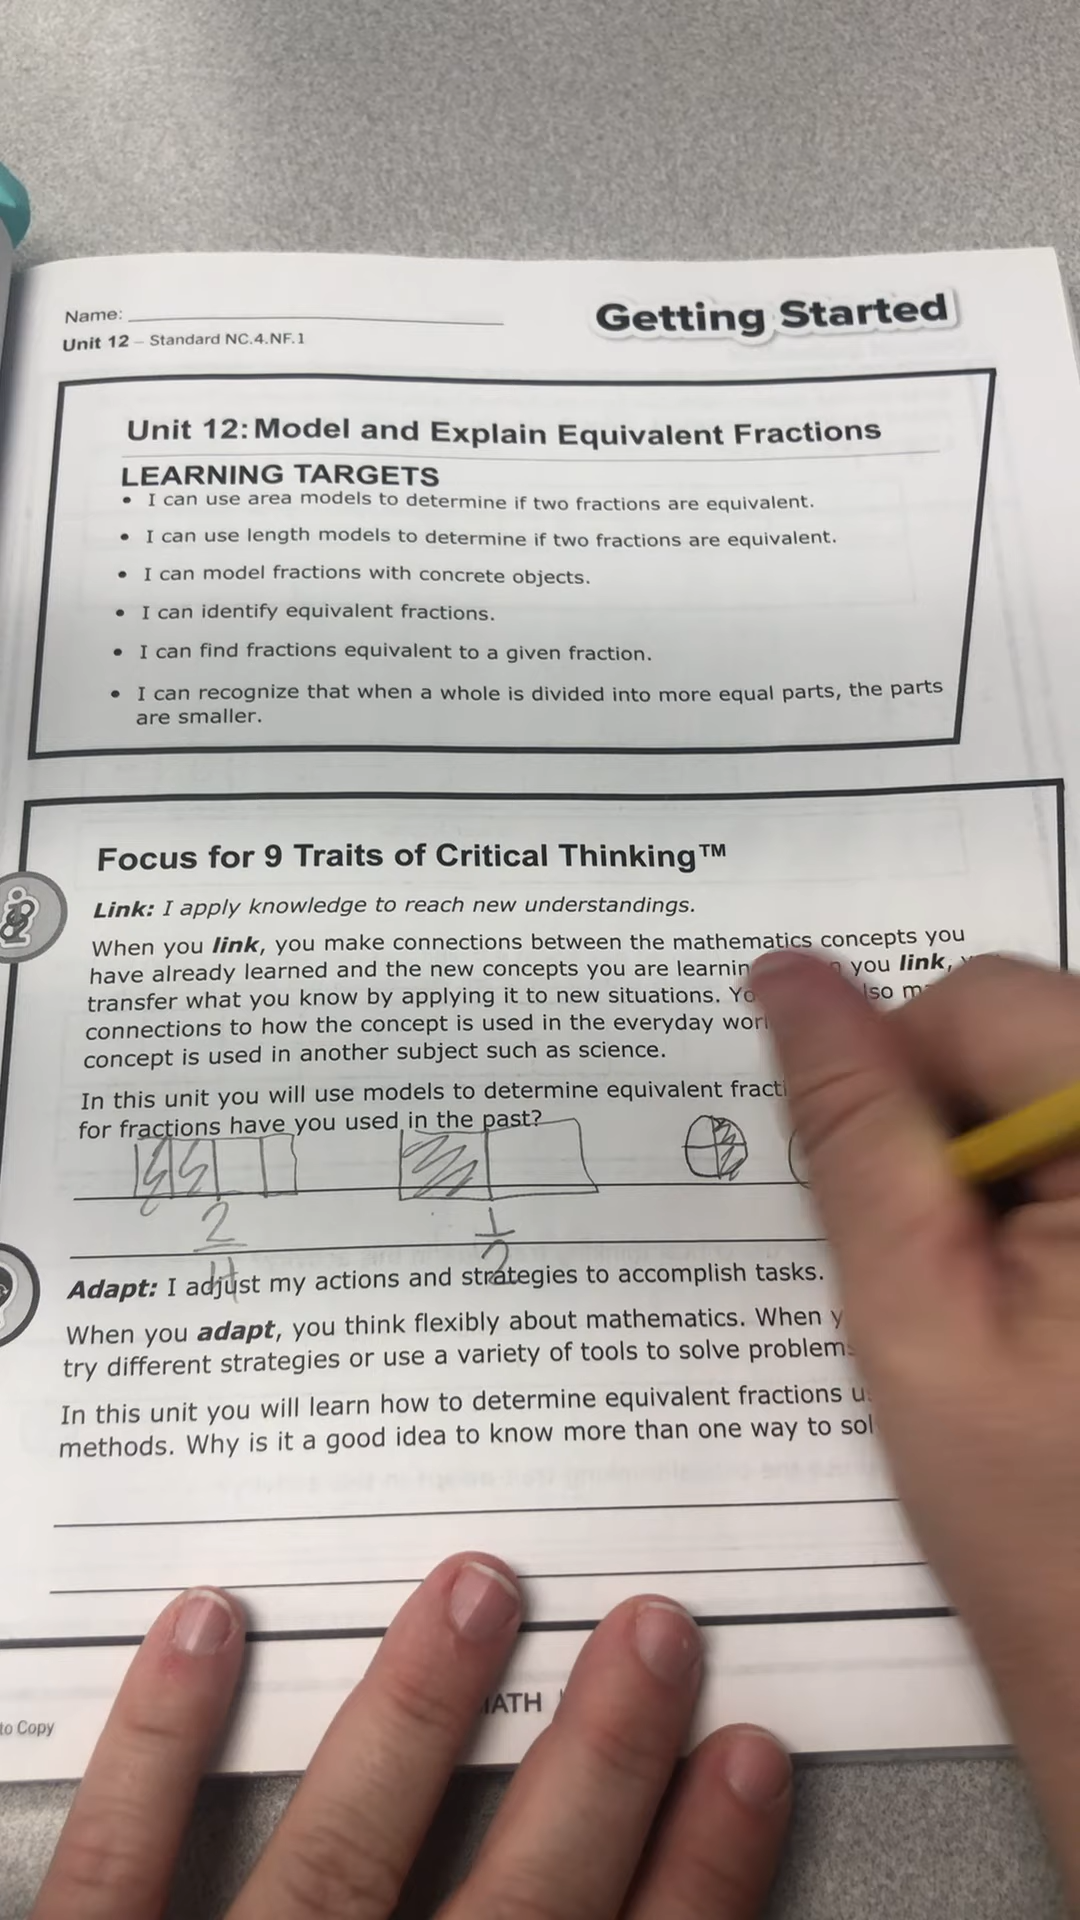 Name:
Getting Started
Unit 12 – Standard NC.4.NF.1
Unit 12: Model and Explain Equivalent Fractions
LEARNING TARGETS
• I can use area models to determine if two fractions are equivalent.
• I can use length models to determine if two fractions are equivalent.
• I can model fractions with concrete objects.
• I can identify equivalent fractions.
• I can find fractions equivalent to a given fraction.
• I can recognize that when a whole is divided into more equal parts, the parts
are smaller.
Focus for 9 Traits of Critical Thinking™
Link: I apply knowledge to reach new understandings.
When you link, you make connections between the mathematics concepts you
have already learned and the new concepts you are learnin you link,
transfer what you know by applying it to new situations. Yo lso m
connections to how the concept is used in the everyday worl
concept is used in another subject such as science.
In this unit you will use models to determine equivalent fracti
for fractions have you used in the past?
2
4
1
2
Adapt: I adjust my actions and strategies to accomplish tasks.
When you adapt, you think flexibly about mathematics. When y
try different strategies or use a variety of tools to solve problems
In this unit you will learn how to determine equivalent fractions u
methods. Why is it a good idea to know more than one way to sol
MATH
to Copy